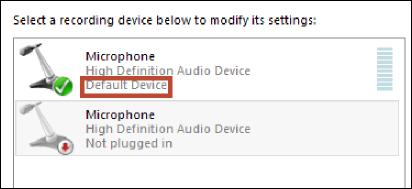 Select a recording device below to modify its settings:
Microphone
High Definition Audio Device
Default Device
Microphone
High Definition Audio Device
Not plugged in